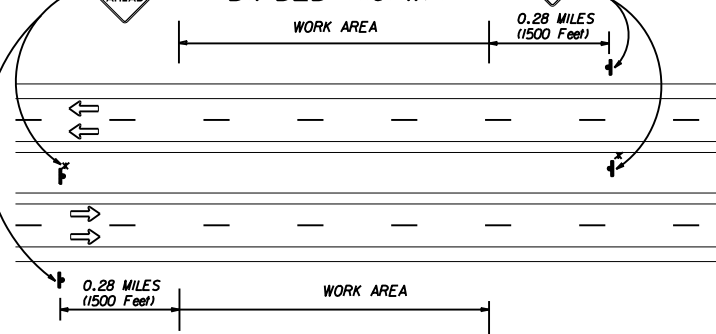 WORK AREA
0.28 MILES
(1500 Feet)
x
x
0.28 MILES
(1500 Feet)
WORK AREA